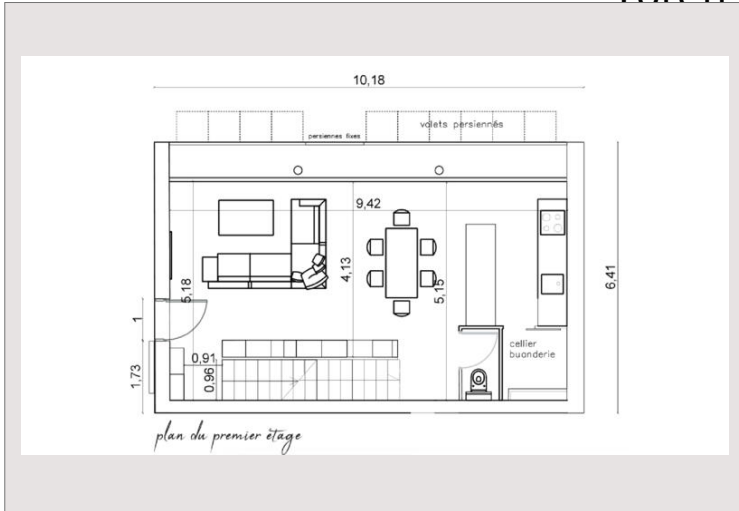 10,18
volets persiennés
persiennes fixes
9,42
4,13
5,18
5,15
6,41
1
1,73
0,91
0,96
cellier
buanderie
plan du premier étage